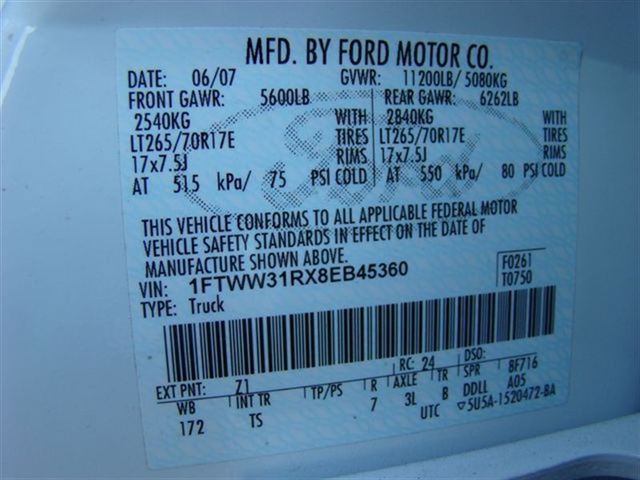 MFD. BY FORD MOTOR CO.
DATE: 06/07 GVWR: 11200LB/ 5080KG
FRONT GAWR: 5600LB REAR GAWR: 6262LB
2540KG WITH 2840KG WITH
LT265/70R17E TIRES LT265/70R17E TIRES
17x7.5J RIMS 17x7.5J RIMS
AT 515 kPa/ 75 PSI COLD AT 550 kPa/ 80 PSI COLD
Ford
THIS VEHICLE CONFORMS TO ALL APPLICABLE FEDERAL MOTOR
VEHICLE SAFETY STANDARDS IN EFFECT ON THE DATE OF
MANUFACTURE SHOWN ABOVE.
VIN: 1FTWW31RX8EB45360 F0261
TYPE: Truck T0750
EXT PNT: Z1 RC: 24 DSO:
WB INT TR TP/PS R AXLE TR SPR 8F716
172 TS 7 3L B DDLL A05
UTC ▽5U5A-1520472-BA